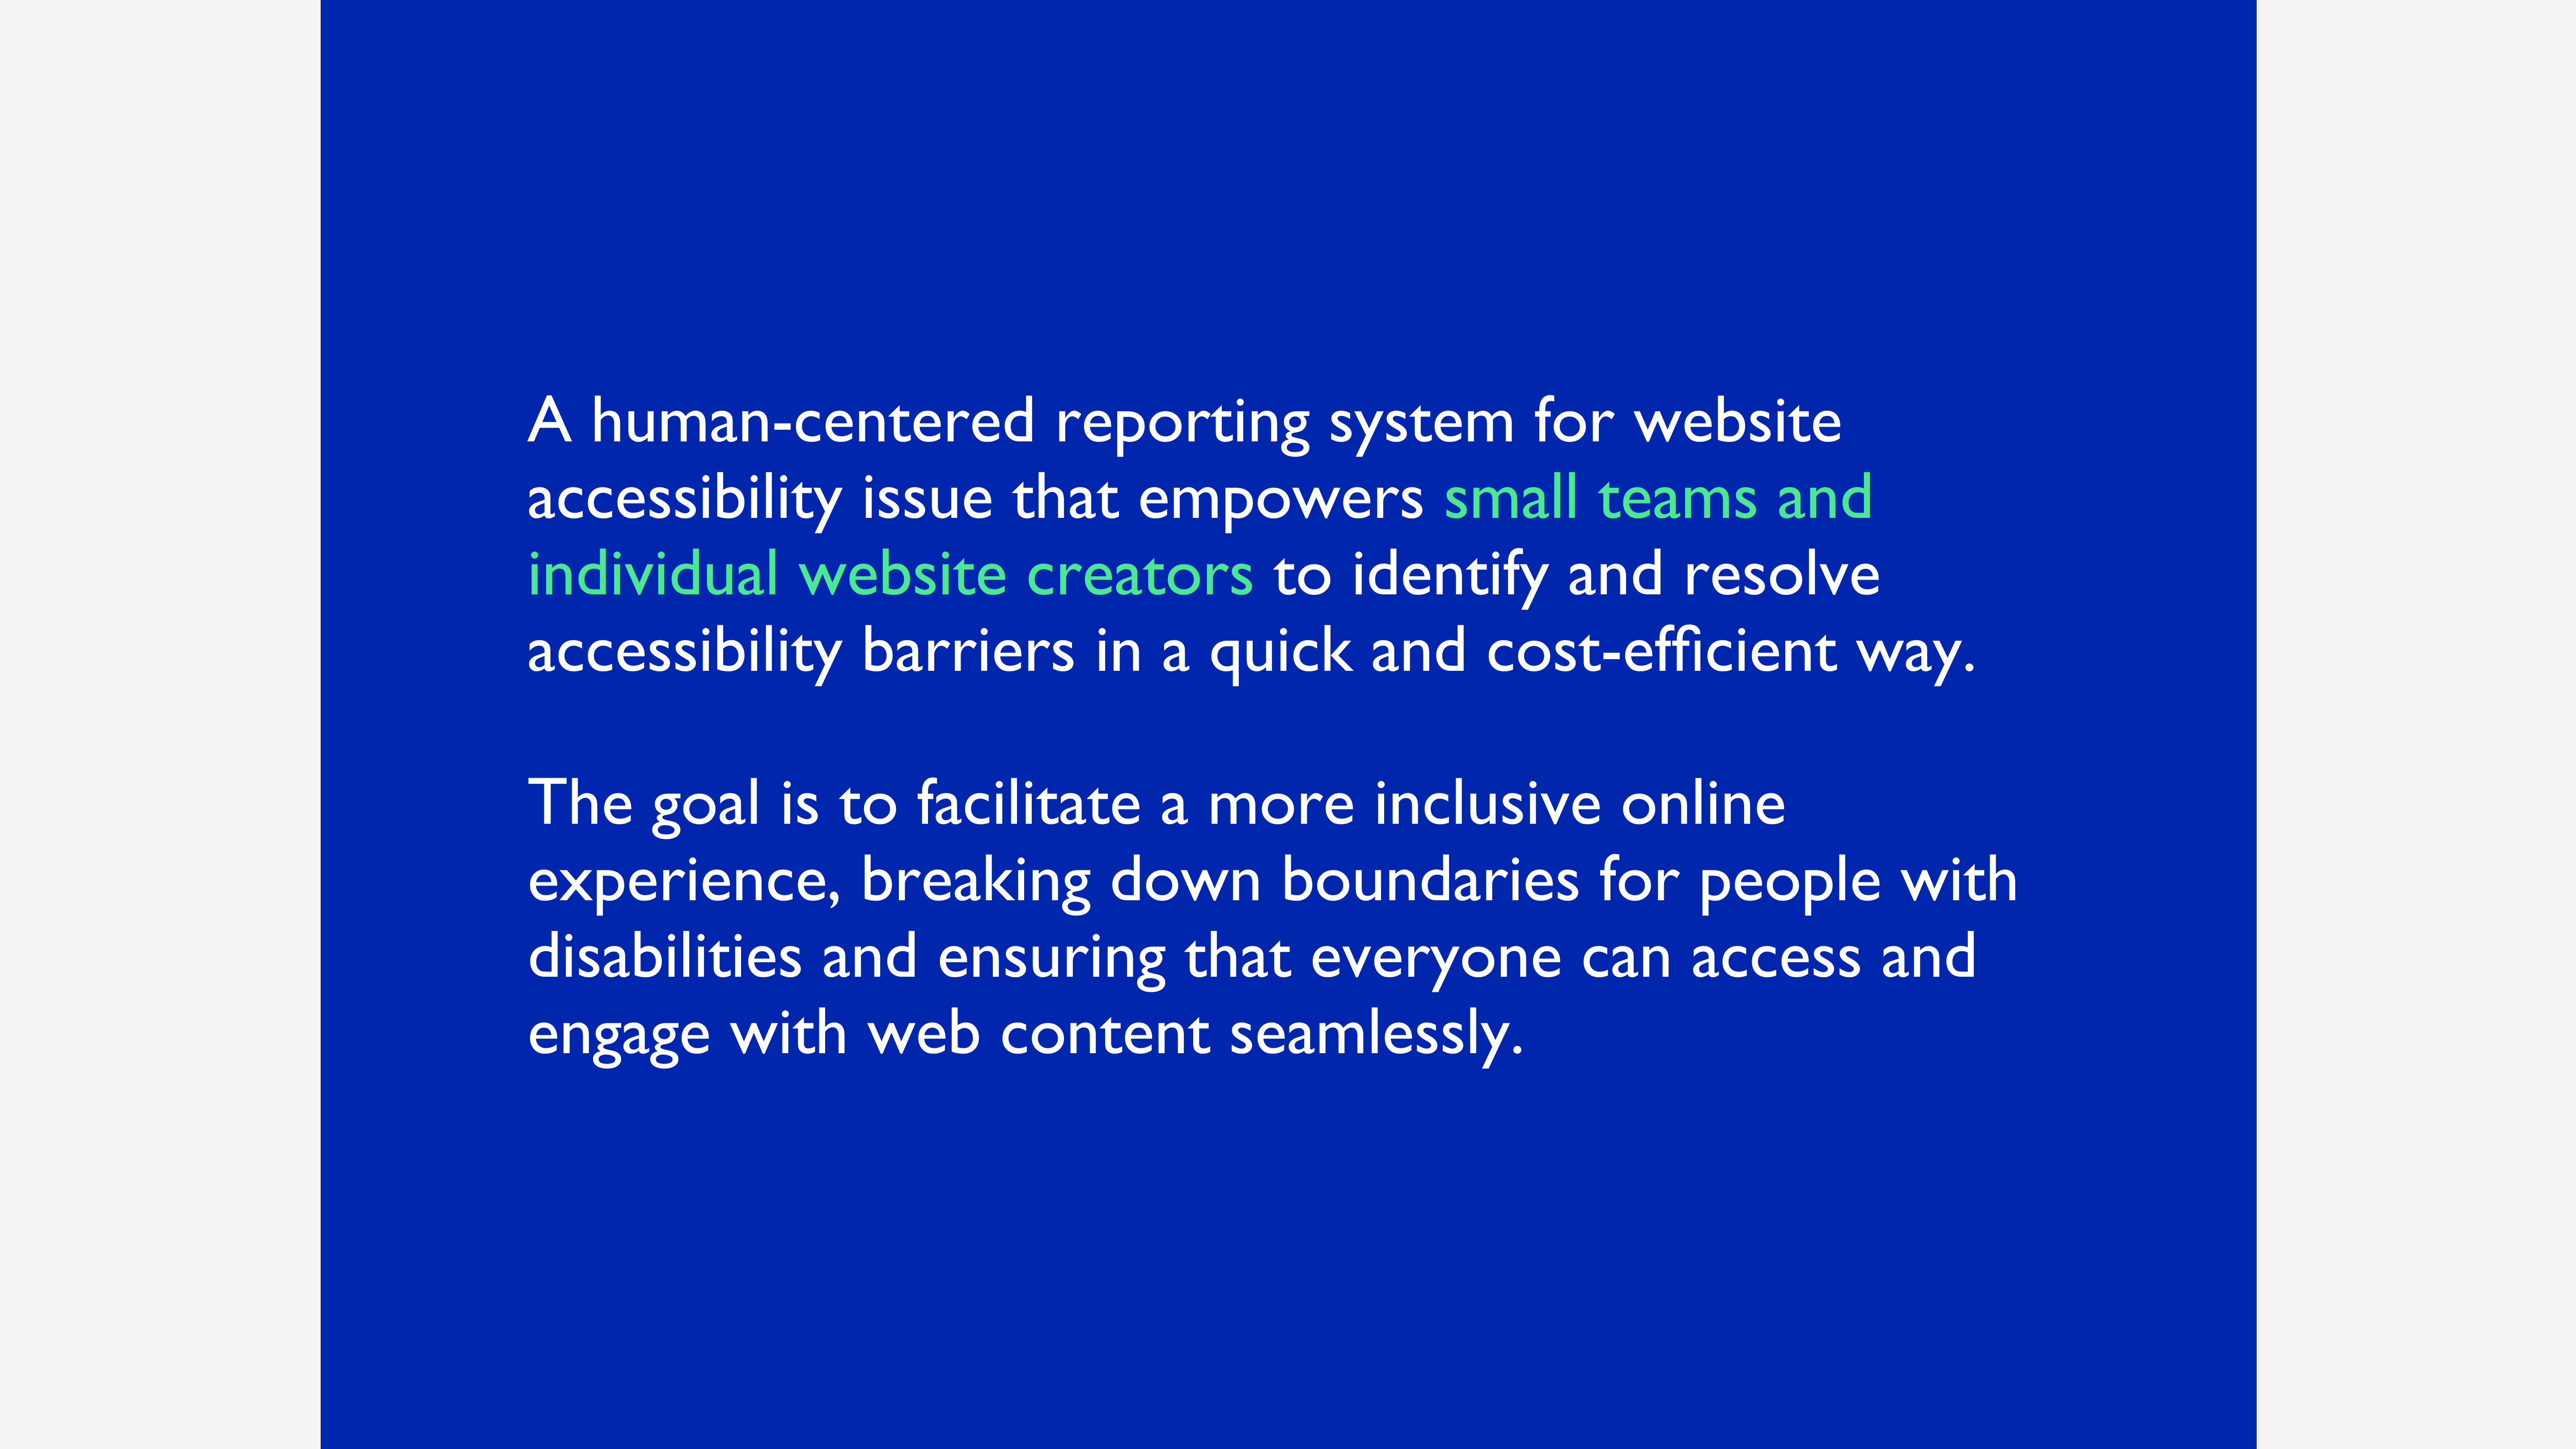 A human-centered reporting system for website
accessibility issue that empowers small teams and
individual website creators to identify and resolve
accessibility barriers in a quick and cost-efficient way.
The goal is to facilitate a more inclusive online
experience, breaking down boundaries for people with
disabilities and ensuring that everyone can access and
engage with web content seamlessly.